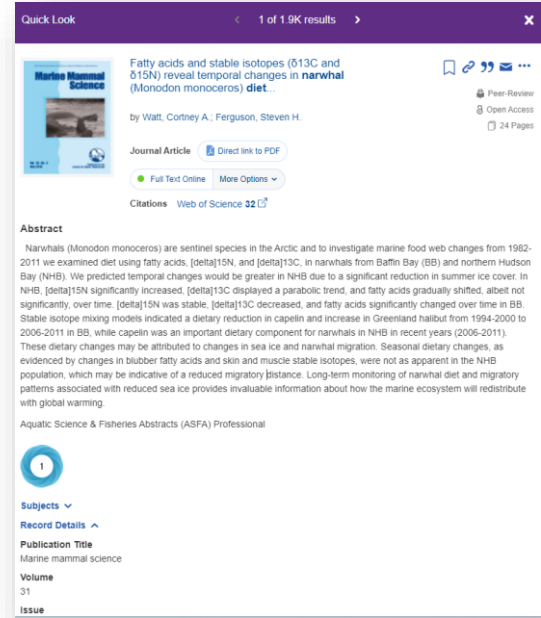 Quick Look
1 of 1.9K results
Marine Mammal
Science
Fatty acids and stable isotopes (δ13C and
δ15N) reveal temporal changes in narwhal
(Monodon monoceros) diet...
by Watt, Cortney A.; Ferguson, Steven H.
Peer-Review
Open Access
24 Pages
Journal Article Direct link to PDF
Full Text Online More Options
Citations Web of Science 32
Abstract
Narwhals (Monodon monoceros) are sentinel species in the Arctic and to investigate marine food web changes from 1982-
2011 we examined diet using fatty acids, [delta]15N, and [delta]13C, in narwhals from Baffin Bay (BB) and northern Hudson
Bay (NHB). We predicted temporal changes would be greater in NHB due to a significant reduction in summer ice cover. In
NHB, [delta]15N significantly increased, [delta]13C displayed a parabolic trend, and fatty acids gradually shifted, albeit not
significantly, over time. [delta]15N was stable, [delta]13C decreased, and fatty acids significantly changed over time in BB.
Stable isotope mixing models indicated a dietary reduction in capelin and increase in Greenland halibut from 1994-2000 to
2006-2011 in BB, while capelin was an important dietary component for narwhals in NHB in recent years (2006-2011).
These dietary changes may be attributed to changes in sea ice and narwhal migration. Seasonal dietary changes, as
evidenced by changes in blubber fatty acids and skin and muscle stable isotopes, were not as apparent in the NHB
population, which may be indicative of a reduced migratory distance. Long-term monitoring of narwhal diet and migratory
patterns associated with reduced sea ice provides invaluable information about how the marine ecosystem will redistribute
with global warming.
Aquatic Science & Fisheries Abstracts (ASFA) Professional
1
Subjects
Record Details
Publication Title
Marine mammal science
Volume
31
Issue